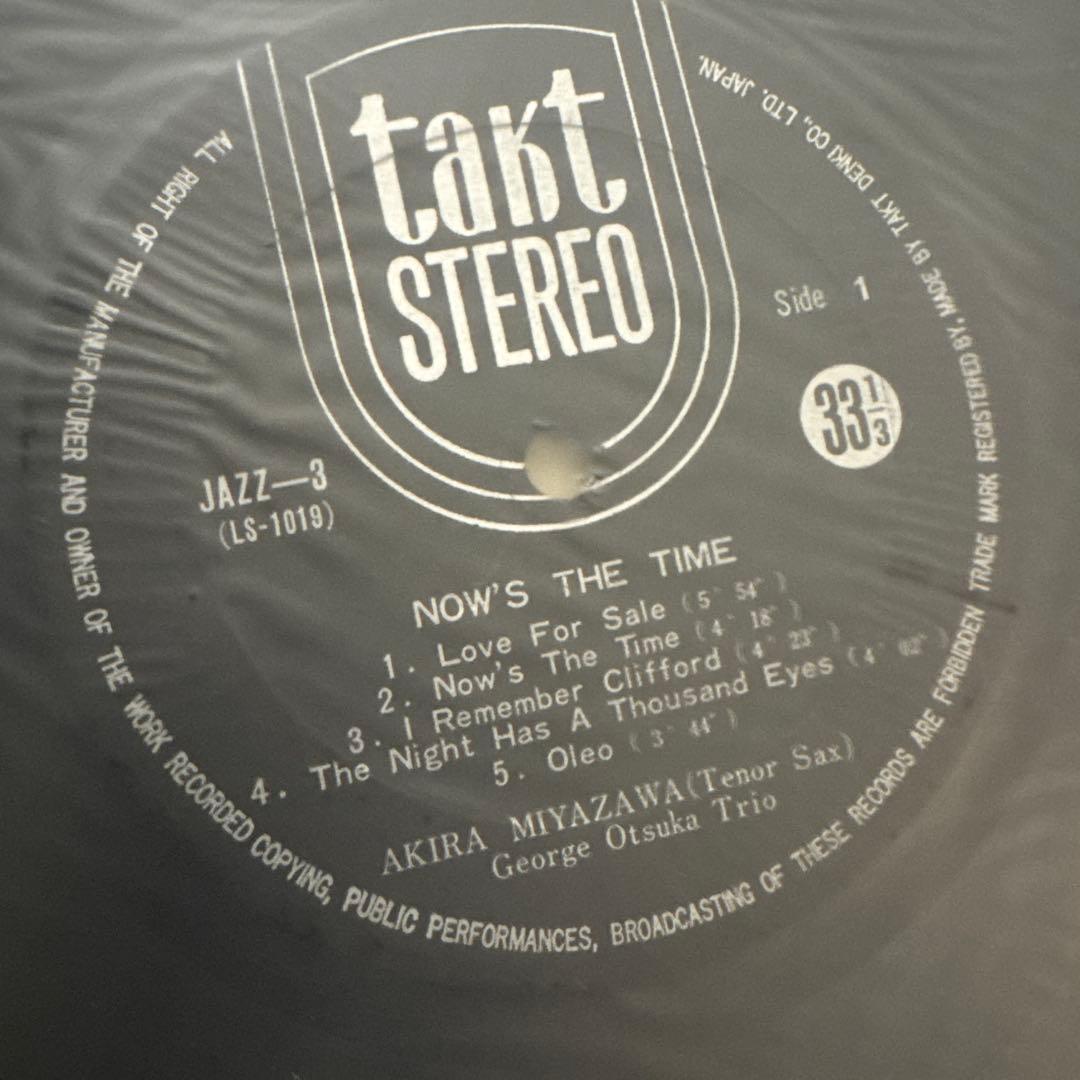 takt
STEREO
Side 1
33 1/3
JAZZ—3
(LS-1019)
NOW'S THE TIME
1. Love For Sale (5' 54")
2. Now's The Time (4' 18")
3. I Remember Clifford (4' 23")
4. The Night Has A Thousand Eyes (4' 02")
5. Oleo (3' 44")
AKIRA MIYAZAWA(Tenor Sax)
George Otsuka Trio
ALL RIGHT OF THE MANUFACTURER AND OWNER OF THE WORK RECORDED COPYING, PUBLIC PERFORMANCES, BROADCASTING OF THESE RECORDS ARE FORBIDDEN TRADE MARK REGISTERED BY, MADE BY TAKT DENKI CO., LTD. JAPAN.